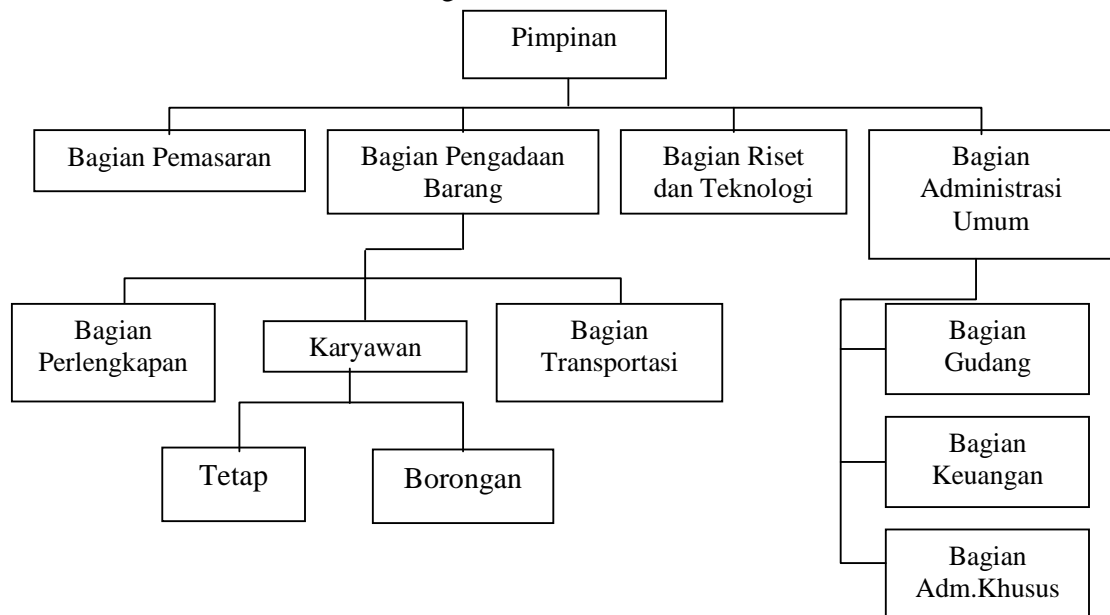 Pimpinan
Bagian Pemasaran
Bagian Pengadaan
Barang
Bagian Riset
dan Teknologi
Bagian
Administrasi
Umum
Bagian
Perlengkapan
Karyawan
Bagian
Transportasi
Bagian
Gudang
Tetap
Borongan
Bagian
Keuangan
Bagian
Adm.Khusus